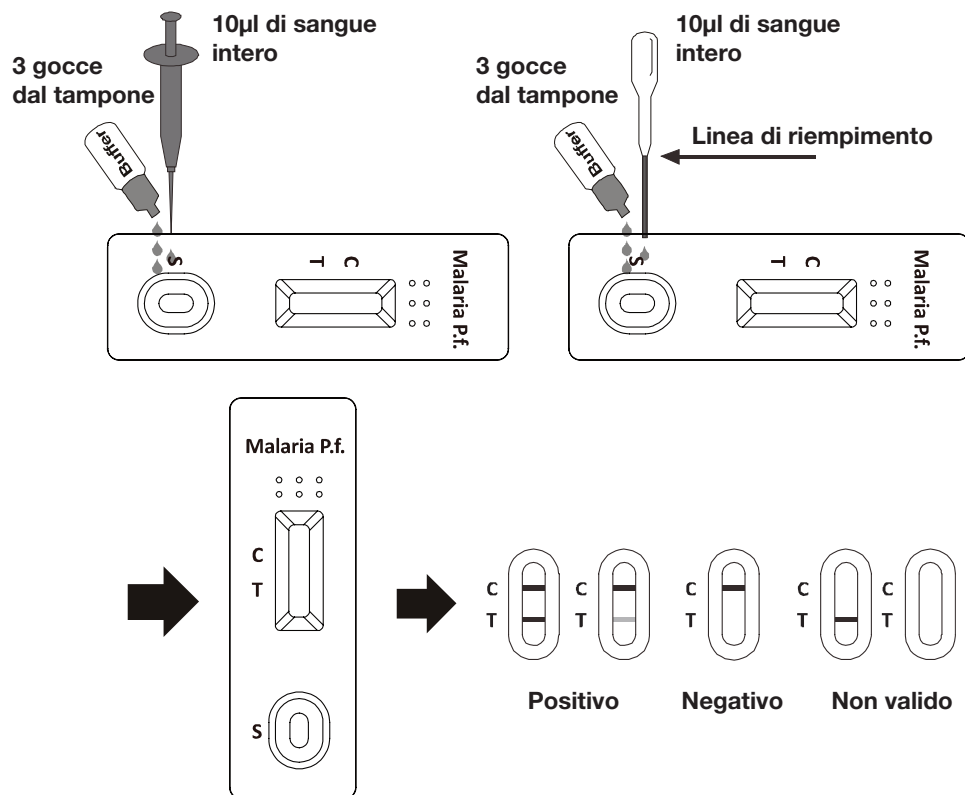 10µl di sangue
intero
3 gocce
dal tampone
Buffer
S
T
C
Malaria P.f.
10µl di sangue
intero
3 gocce
dal tampone
Linea di riempimento
Buffer
S
T
C
Malaria P.f.
Malaria P.f.
C
T
S
C
T
C
T
C
T
C
T
C
T
Positivo
Negativo
Non valido